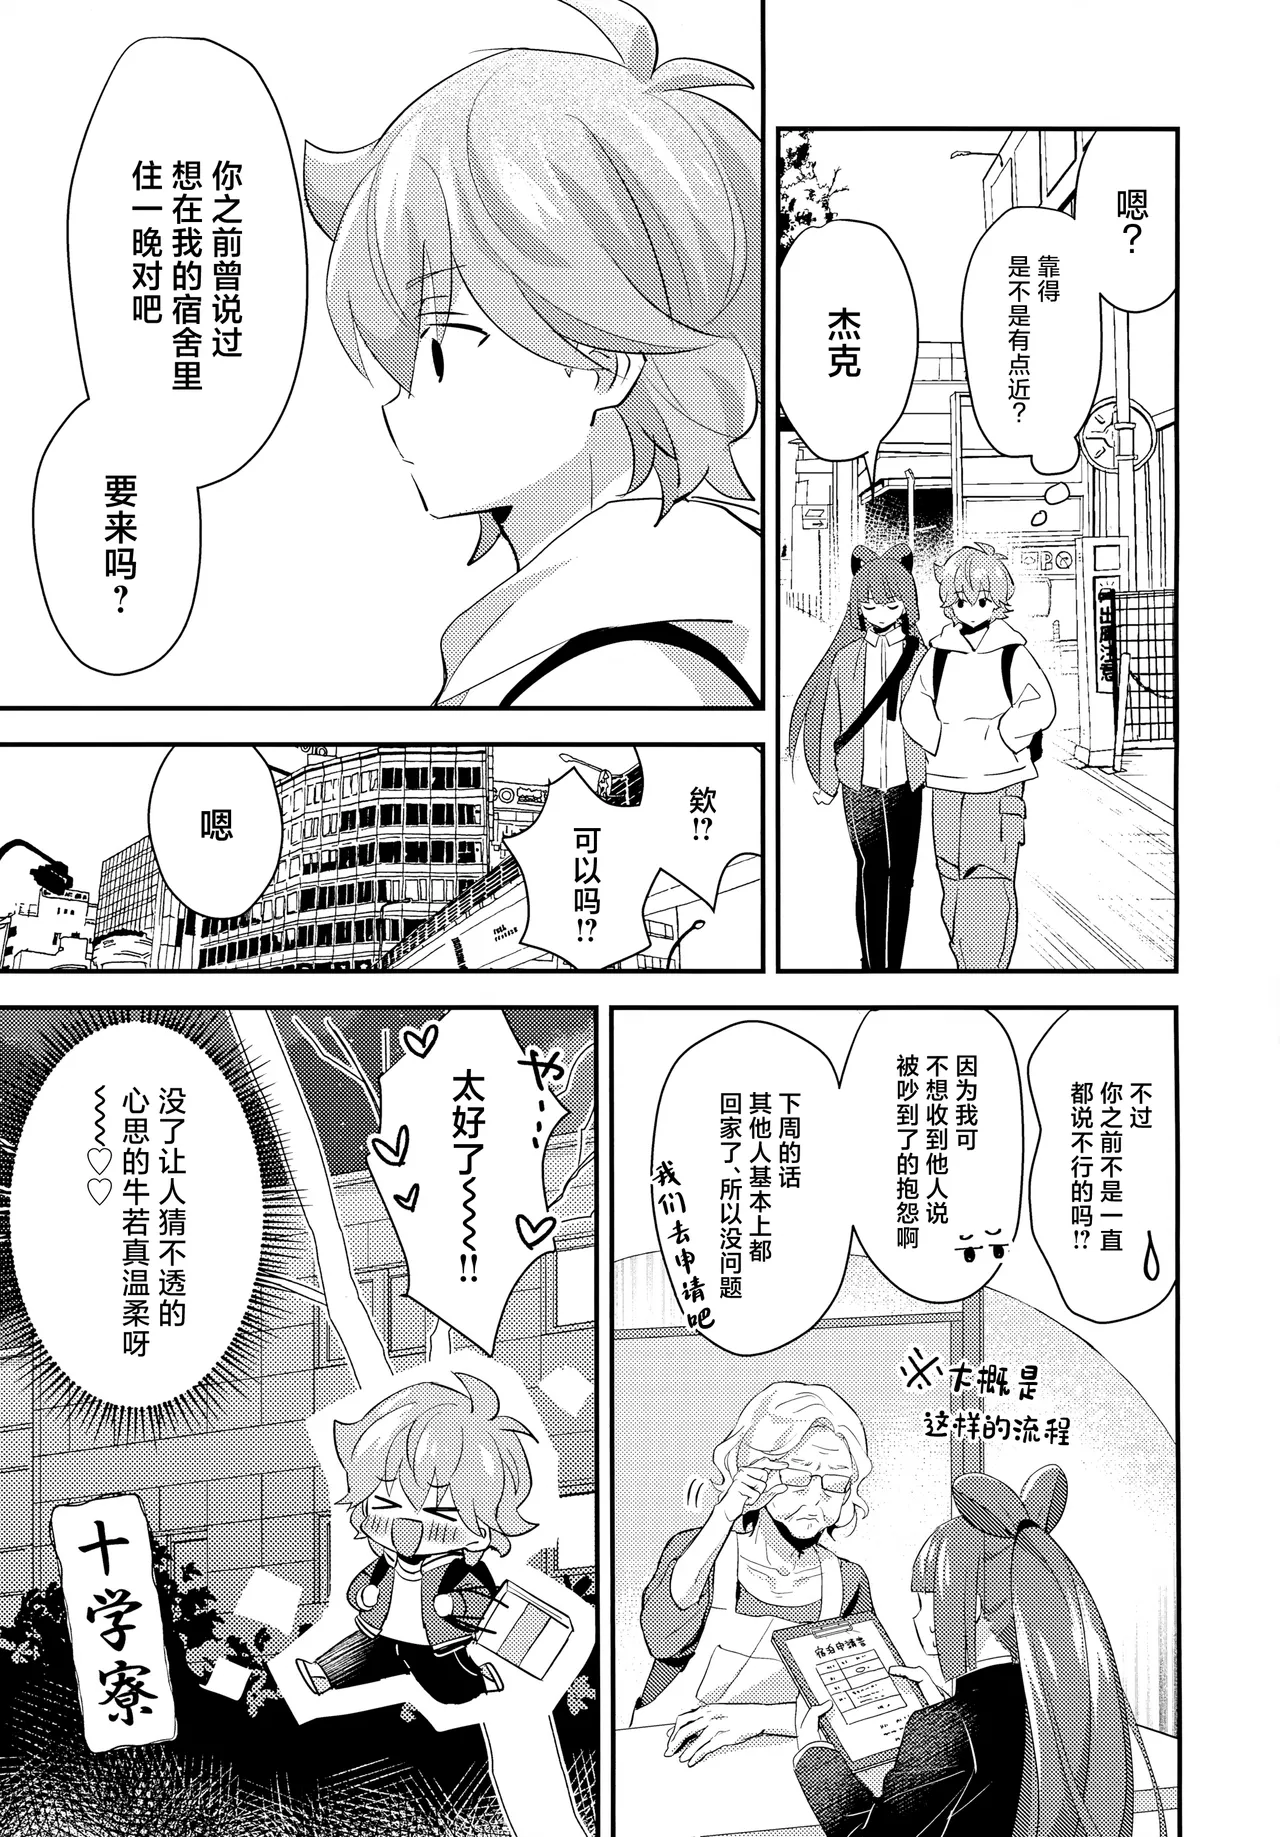 嗯?
靠得
是不是有点近?
杰克
你之前曾说过
想在我的宿舍里
住一晚对吧
要来吗?
欸!?
可以吗!?
嗯
不过
你之前不是一直
都说不行的吗!?
因为我可
不想收到他人说
被吵到了的抱怨啊
下周的话
其他人基本上都
回家了、所以没问题
我们去申请吧
※大概是
这样的流程
宿泊申請書
太好了~~~!!
没了让人猜不透的
心思的牛若真温柔呀
~~~♡♡
十学寮